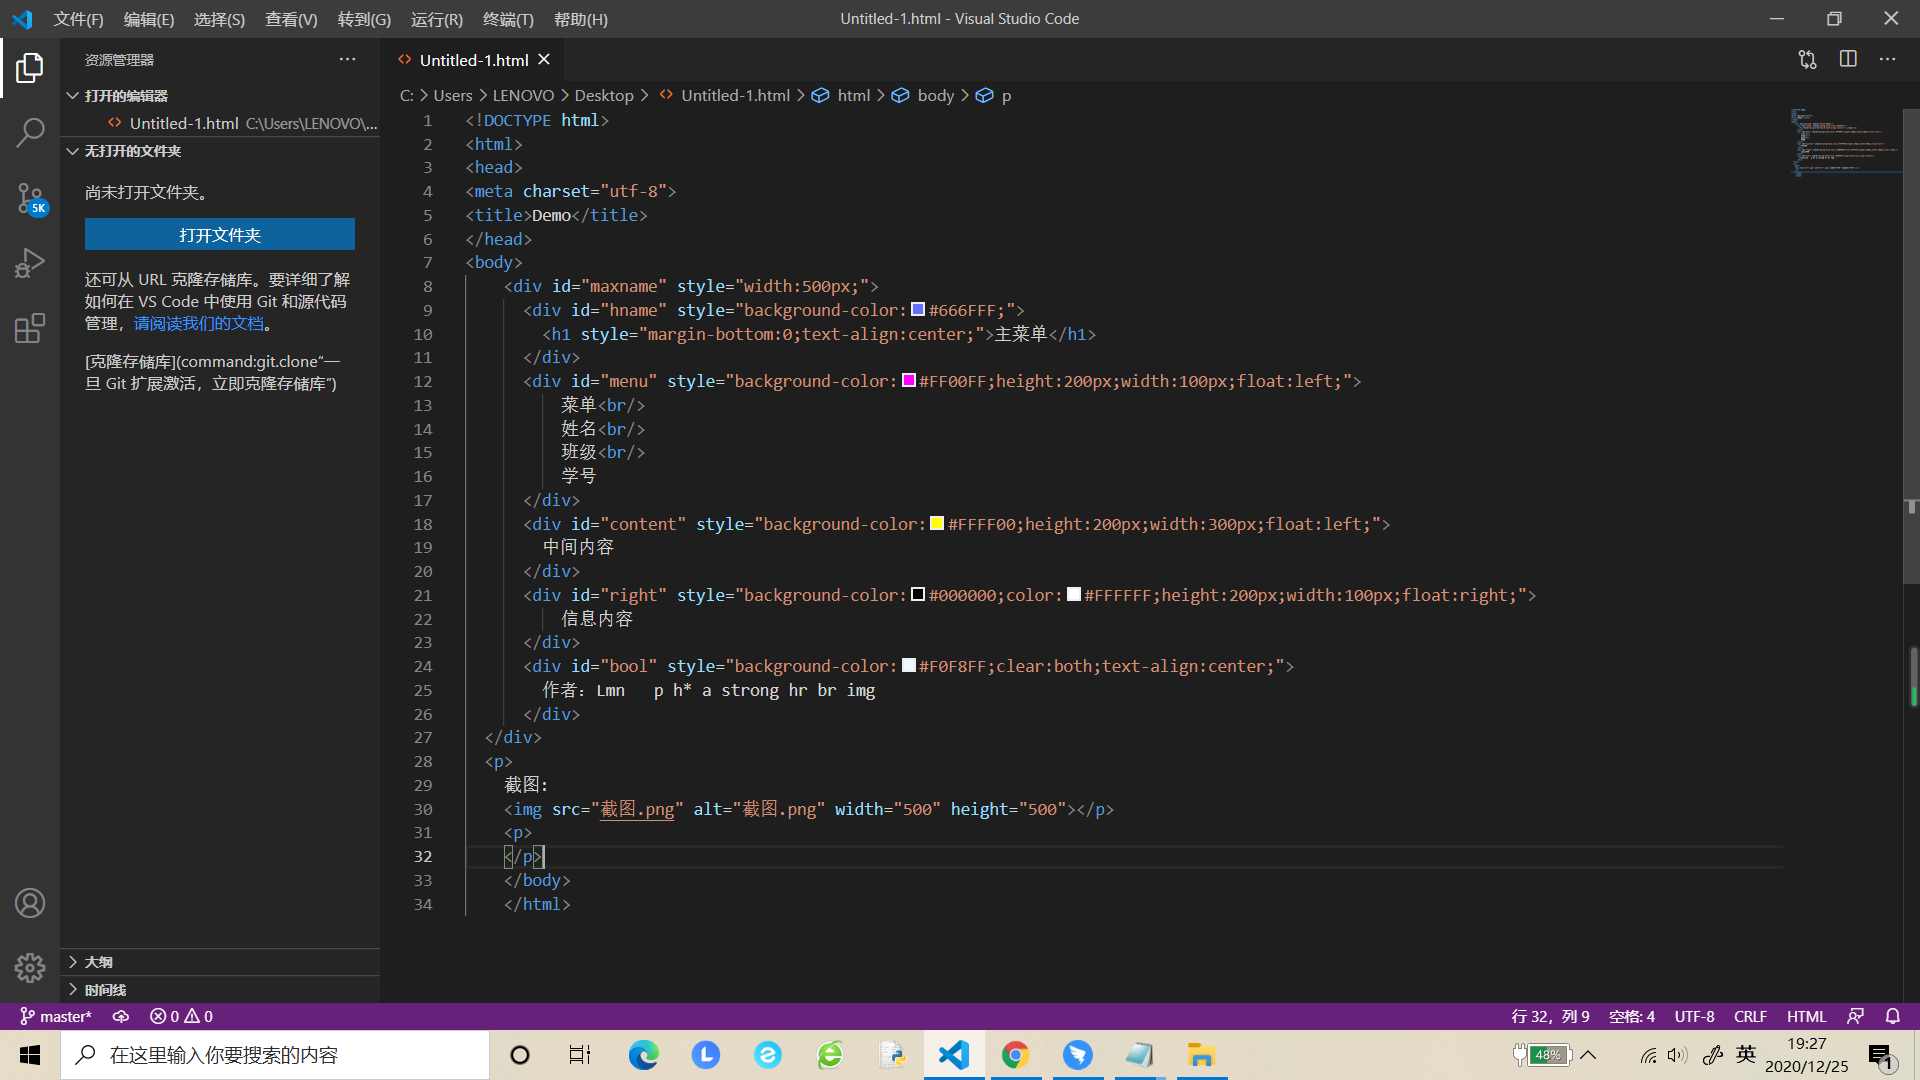 文件(F) 编辑(E) 选择(S) 查看(V) 转到(G) 运行(R) 终端(T) 帮助(H)
Untitled-1.html - Visual Studio Code
资源管理器
打开的编辑器
Untitled-1.html C:\Users\LENOVO\...
无打开的文件夹
尚未打开文件夹。
打开文件夹
还可从 URL 克隆存储库。要详细了解
如何在 VS Code 中使用 Git 和源代码
管理，请阅读我们的文档。
[克隆存储库](command:git.clone“一
旦 Git 扩展激活，立即克隆存储库”)
5K
大纲
时间线
Untitled-1.html
C: > Users > LENOVO > Desktop > Untitled-1.html > html > body > p
1 <!DOCTYPE html>
2 <html>
3 <head>
4 <meta charset="utf-8">
5 <title>Demo</title>
6 </head>
7 <body>
8 <div id="maxname" style="width:500px;">
9 <div id="hname" style="background-color:#666FFF;">
10 <h1 style="margin-bottom:0;text-align:center;">主菜单</h1>
11 </div>
12 <div id="menu" style="background-color:#FF00FF;height:200px;width:100px;float:left;">
13 菜单<br/>
14 姓名<br/>
15 班级<br/>
16 学号
17 </div>
18 <div id="content" style="background-color:#FFFF00;height:200px;width:300px;float:left;">
19 中间内容
20 </div>
21 <div id="right" style="background-color:#000000;color:#FFFFFF;height:200px;width:100px;float:right;">
22 信息内容
23 </div>
24 <div id="bool" style="background-color:#F0F8FF;clear:both;text-align:center;">
25 作者：Lmn   p h* a strong hr br img
26 </div>
27 </div>
28 <p>
29 截图：
30 <img src="截图.png" alt="截图.png" width="500" height="500"></p>
31 <p>
32 </p>
33 </body>
34 </html>
master* 0 0
行 32，列 9 空格: 4 UTF-8 CRLF HTML
在这里输入你要搜索的内容
48%
英
19:27
2020/12/25
1